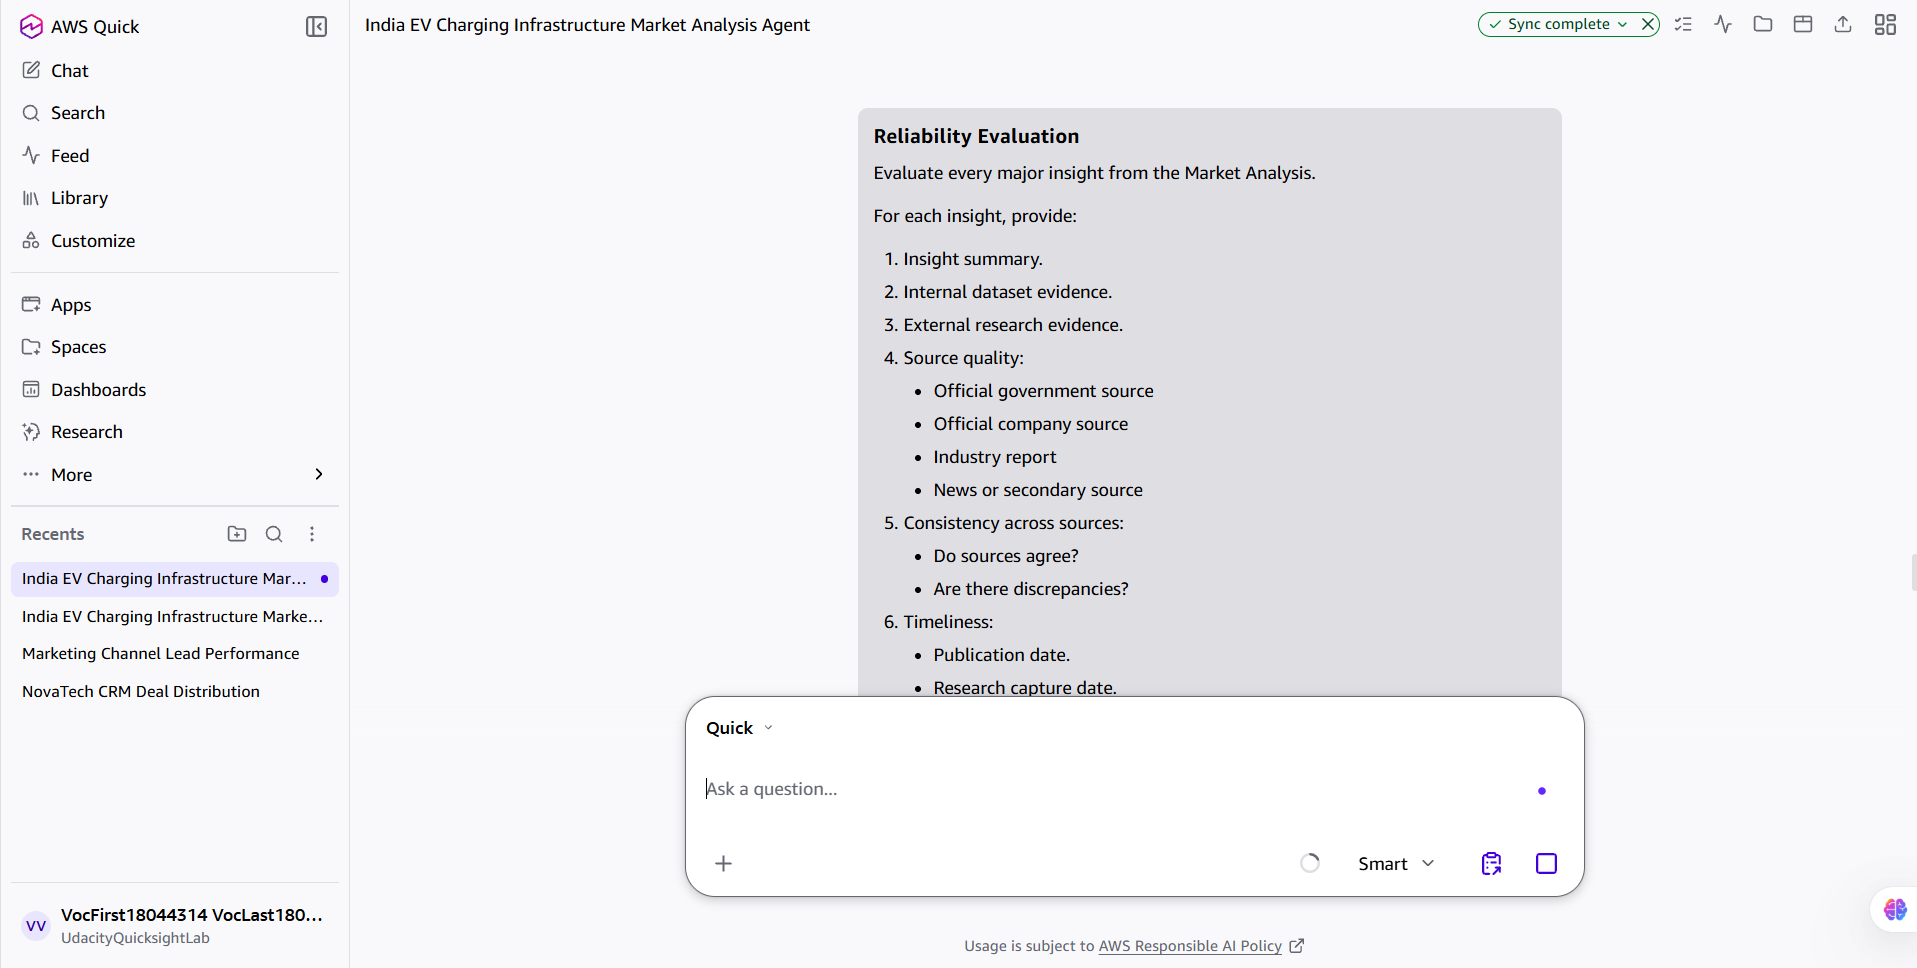 AWS Quick
Chat
Search
Feed
Library
Customize
Apps
Spaces
Dashboards
Research
More
Recents
India EV Charging Infrastructure Mar...
India EV Charging Infrastructure Marke...
Marketing Channel Lead Performance
NovaTech CRM Deal Distribution
VV
VocFirst18044314 VocLast180...
UdacityQuicksightLab
India EV Charging Infrastructure Market Analysis Agent
Sync complete
Reliability Evaluation
Evaluate every major insight from the Market Analysis.
For each insight, provide:
1. Insight summary.
2. Internal dataset evidence.
3. External research evidence.
4. Source quality:
• Official government source
• Official company source
• Industry report
• News or secondary source
5. Consistency across sources:
• Do sources agree?
• Are there discrepancies?
6. Timeliness:
• Publication date.
• Research capture date.
Quick
Ask a question...
Smart
Usage is subject to AWS Responsible AI Policy